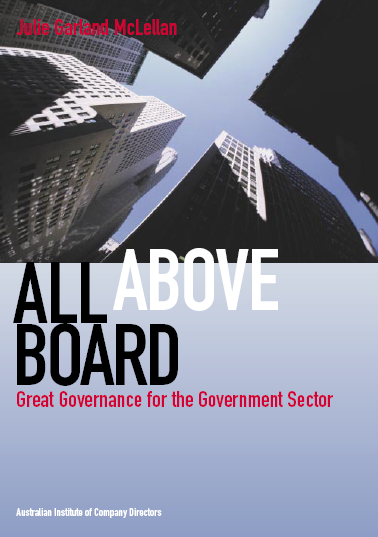 Julie Garland McLellan
ALL ABOVE
BOARD
Great Governance for the Government Sector
Australian Institute of Company Directors